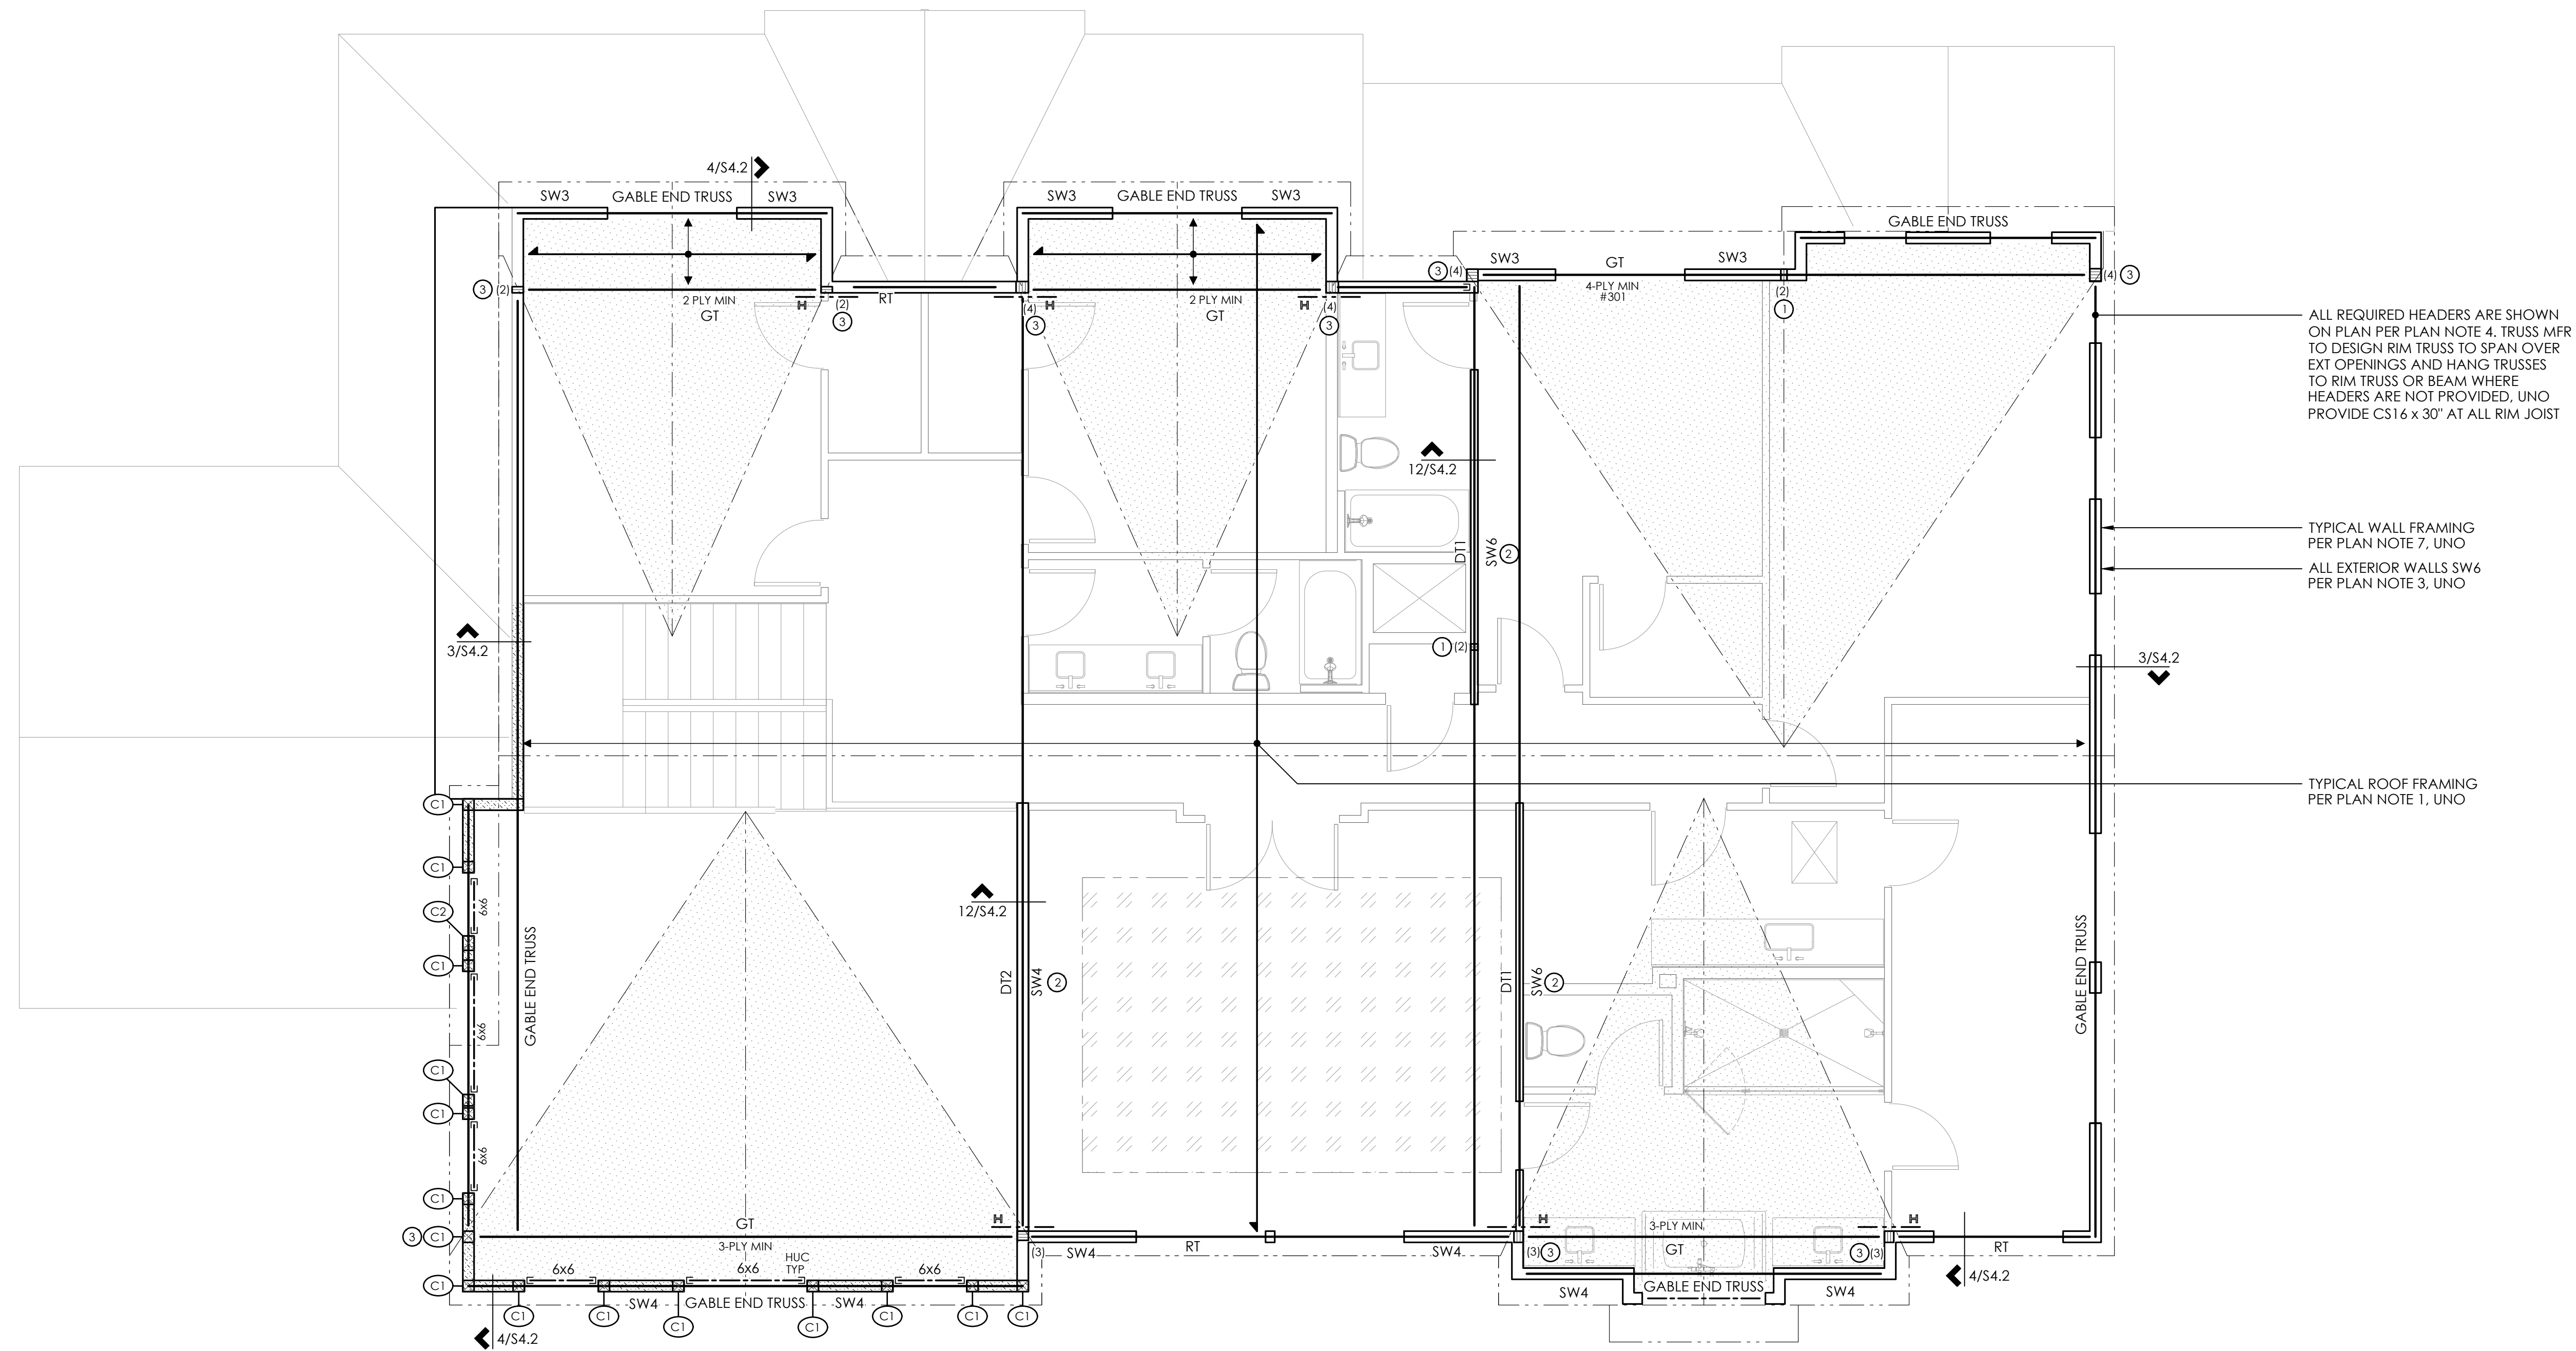 4/S4.2
SW3
GABLE END TRUSS
SW3
SW3
GABLE END TRUSS
SW3
GABLE END TRUSS
3 (2)
2 PLY MIN
GT
H
(2)
3
RT
(4)
H
3
2 PLY MIN
GT
H
(4)
3
3 (4)
SW3
GT
SW3
4-PLY MIN
#301
(2)
1
(4) 3
ALL REQUIRED HEADERS ARE SHOWN
ON PLAN PER PLAN NOTE 4. TRUSS MFR
TO DESIGN RIM TRUSS TO SPAN OVER
EXT OPENINGS AND HANG TRUSSES
TO RIM TRUSS OR BEAM WHERE
HEADERS ARE NOT PROVIDED, UNO
PROVIDE CS16 x 30" AT ALL RIM JOIST
12/S4.2
DT1
SW6 2
TYPICAL WALL FRAMING
PER PLAN NOTE 7, UNO
ALL EXTERIOR WALLS SW6
PER PLAN NOTE 3, UNO
3/S4.2
1 (2)
3/S4.2
TYPICAL ROOF FRAMING
PER PLAN NOTE 1, UNO
C1
C1
C2
6x6
C1
6x6
C1
C1
6x6
C1
3 C1
C1
GABLE END TRUSS
12/S4.2
DT2
SW4 2
DT1
SW6 2
GABLE END TRUSS
GT
3-PLY MIN
HUC
TYP
H
(3)
SW4
RT
SW4
H
(3) 3
3-PLY MIN
GT
H
3 (3)
RT
4/S4.2
6x6
6x6
6x6
SW4
GABLE END TRUSS
SW4
C1
C1
C1
C1
C1
C1
C1
4/S4.2
SW4
GABLE END TRUSS
SW4